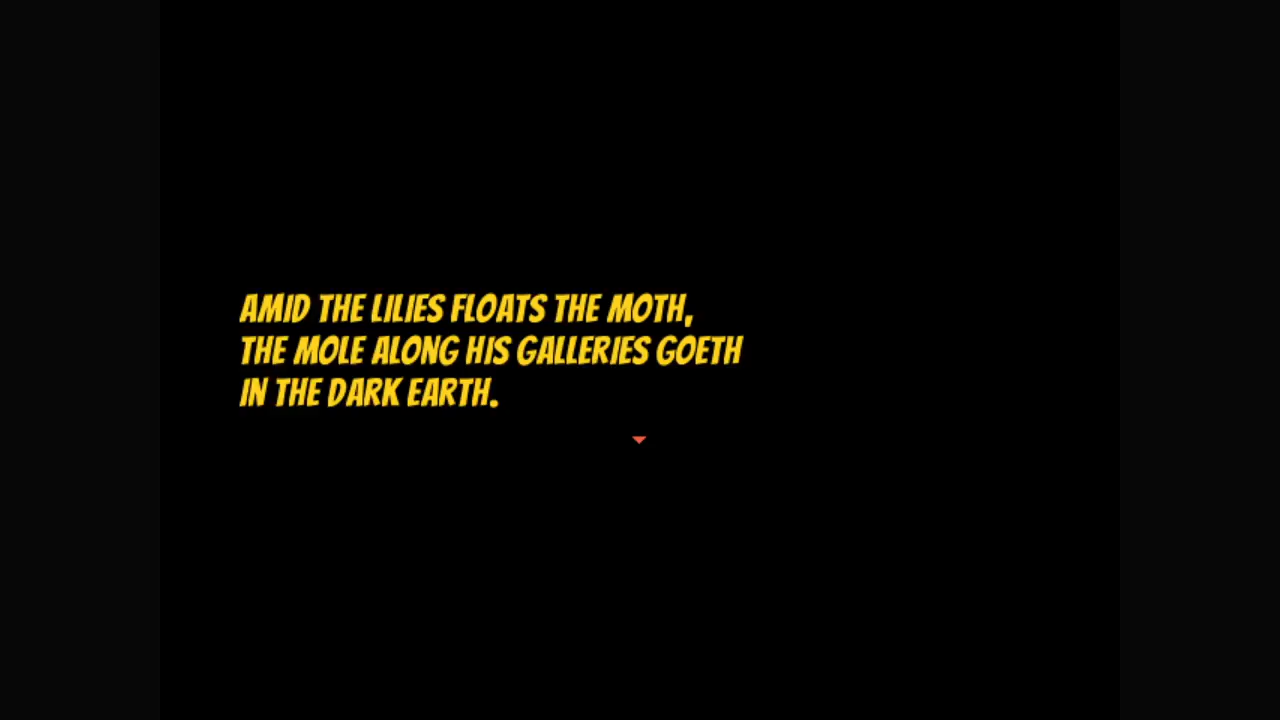 AMID THE LILIES FLOATS THE MOTH,
THE MOLE ALONG HIS GALLERIES GOETH
IN THE DARK EARTH.